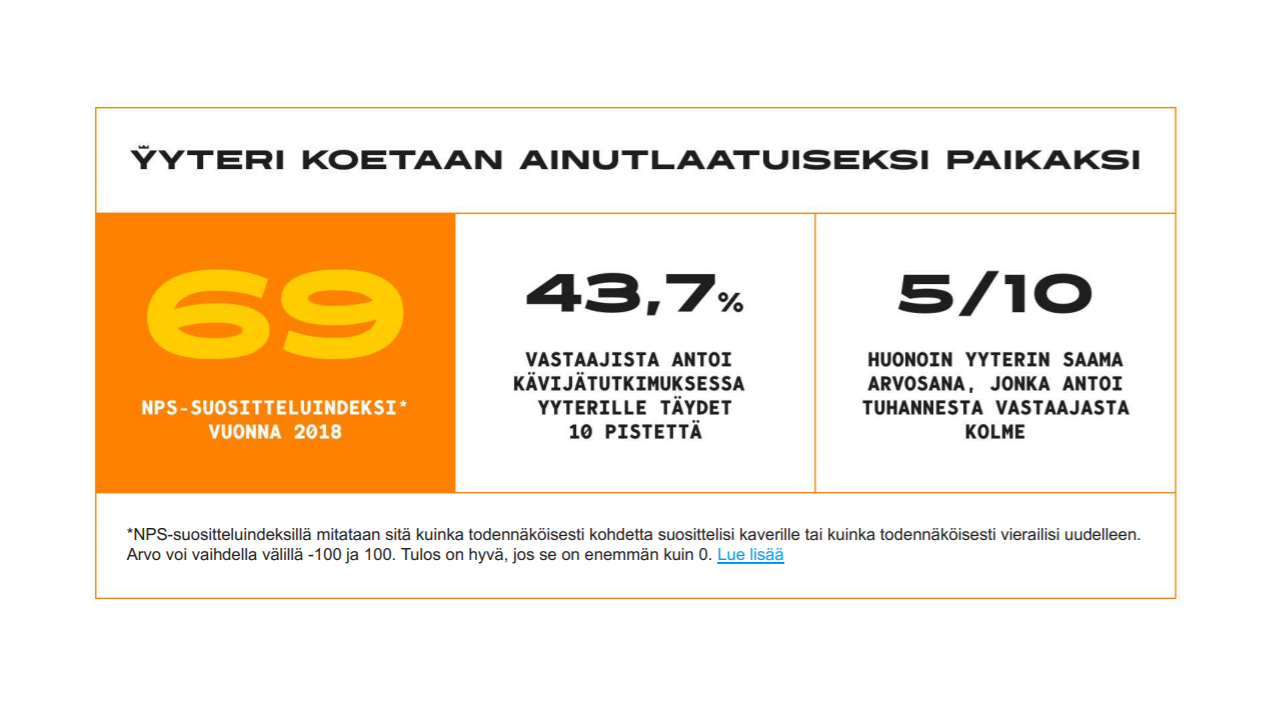 YYTERI KOETAAN AINUTLAATUISEKSI PAIKAKSI
69
NPS-SUOSITTELUINDEKSI*
VUONNA 2018
43,7%
VASTAAJISTA ANTOI
KÄVIJÄTUTKIMUKSESSA
YYTERILLE TÄYDET
10 PISTETTÄ
5/10
HUONOIN YYTERIN SAAMA
ARVOSANA, JONKA ANTOI
TUHANNESTA VASTAAJASTA
KOLME
*NPS-suositteluindeksillä mitataan sitä kuinka todennäköisesti kohdetta suosittelisi kaverille tai kuinka todennäköisesti vierailisi uudelleen.
Arvo voi vaihdella välillä -100 ja 100. Tulos on hyvä, jos se on enemmän kuin 0. Lue lisää